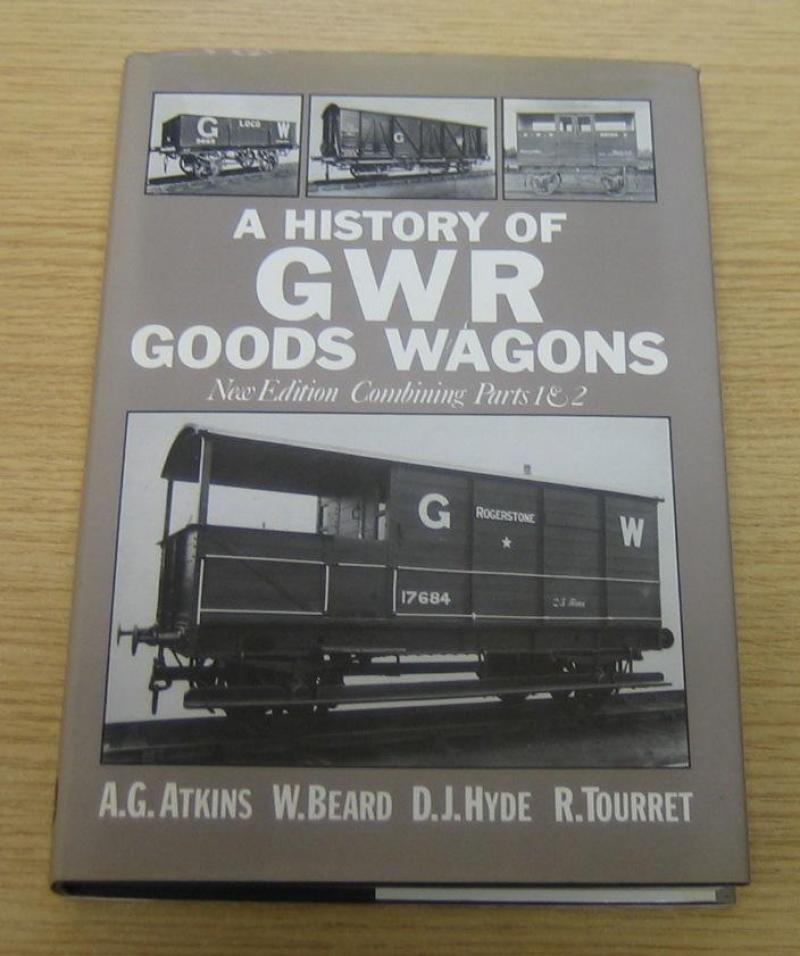 G LOCO W
G
A HISTORY OF
GWR
GOODS WAGONS
New Edition Combining Parts 1 & 2
G ROGERSTONE W
17684
A.G. ATKINS W. BEARD D.J. HYDE R. TOURRET